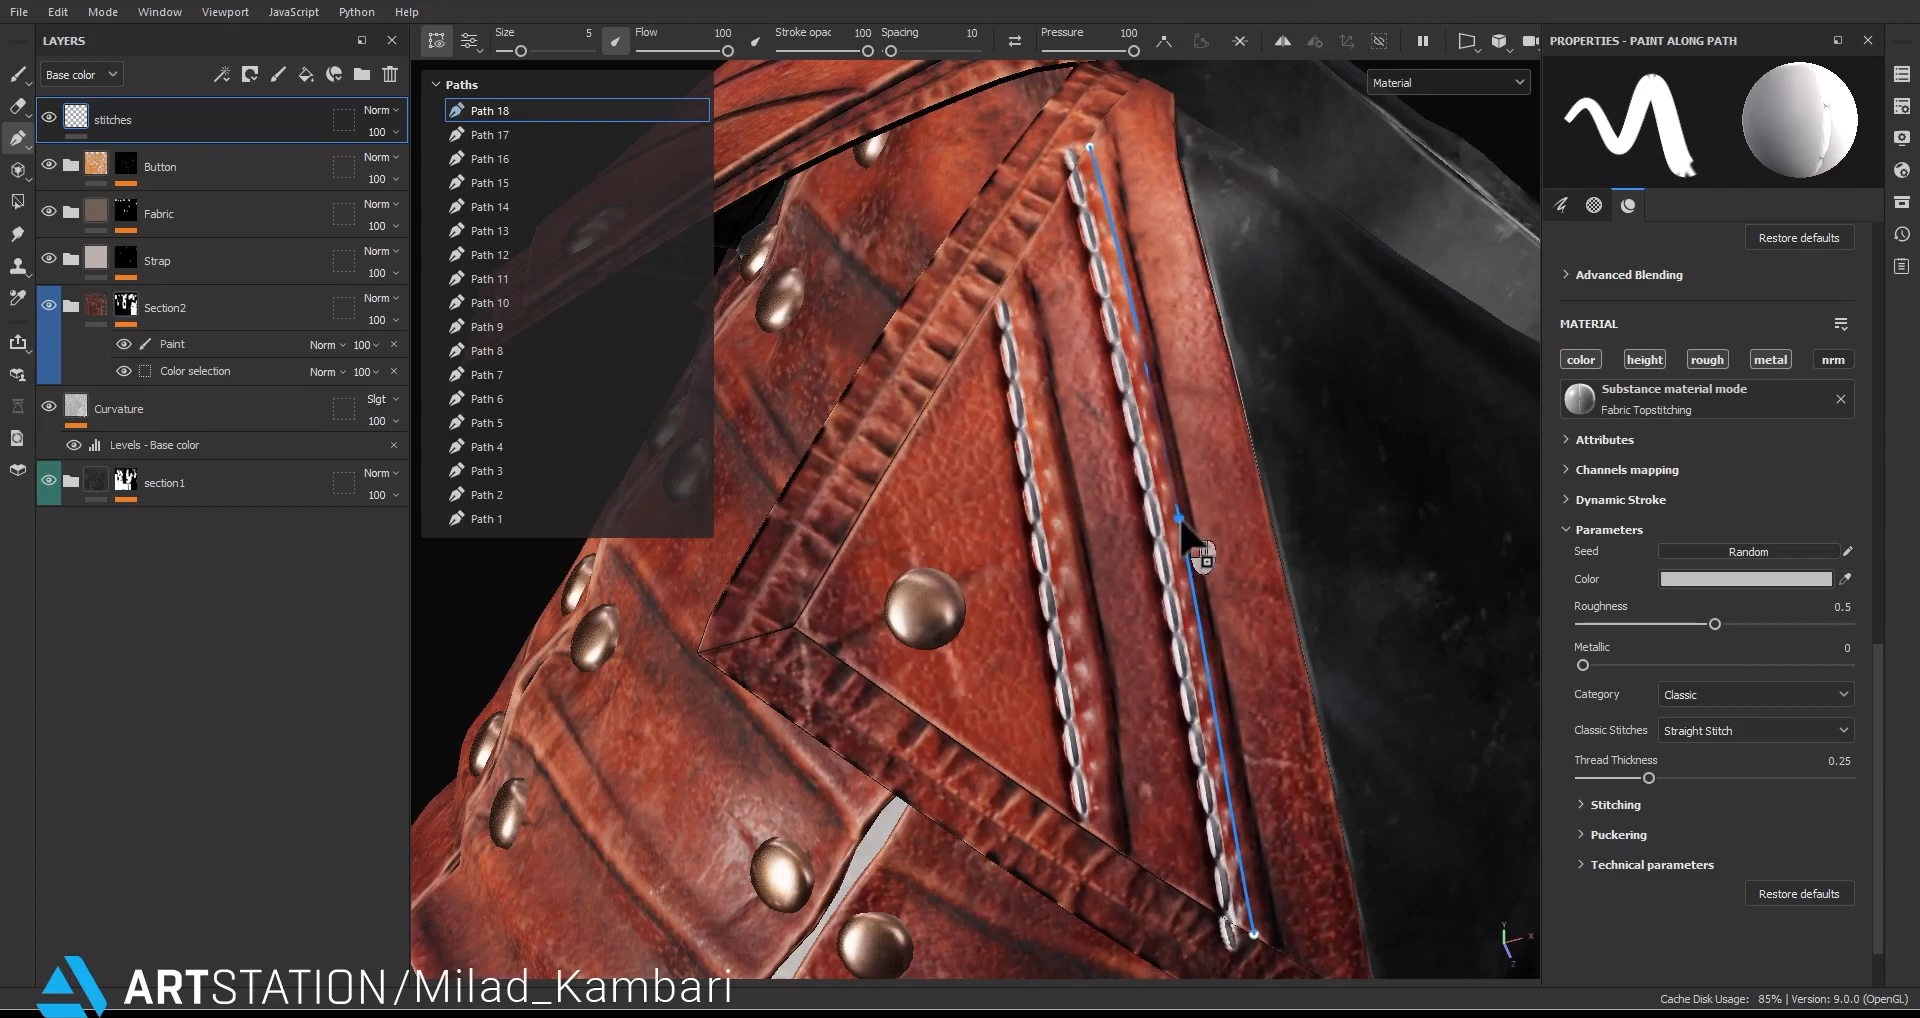 File Edit Mode Window Viewport JavaScript Python Help
LAYERS
Base color
stitches Norm 100
Button Norm 100
Fabric Norm 100
Strap Norm 100
Section2 Norm 100
Paint Norm 100
Color selection Norm 100
Curvature Slgt 100
Levels - Base color
section1 Norm 100
Size 5 Flow 100 Stroke opac 100 Spacing 10 Pressure 100
Paths
Path 18
Path 17
Path 16
Path 15
Path 14
Path 13
Path 12
Path 11
Path 10
Path 9
Path 8
Path 7
Path 6
Path 5
Path 4
Path 3
Path 2
Path 1
Material
Y
X
Z
PROPERTIES - PAINT ALONG PATH
Restore defaults
Advanced Blending
MATERIAL
color height rough metal nrm
Substance material mode
Fabric Topstitching
Attributes
Channels mapping
Dynamic Stroke
Parameters
Seed Random
Color
Roughness 0.5
Metallic 0
Category Classic
Classic Stitches Straight Stitch
Thread Thickness 0.25
Stitching
Puckering
Technical parameters
Restore defaults
ARTSTATION/Milad_Kambari
Cache Disk Usage: 85% | Version: 9.0.0 (OpenGL)